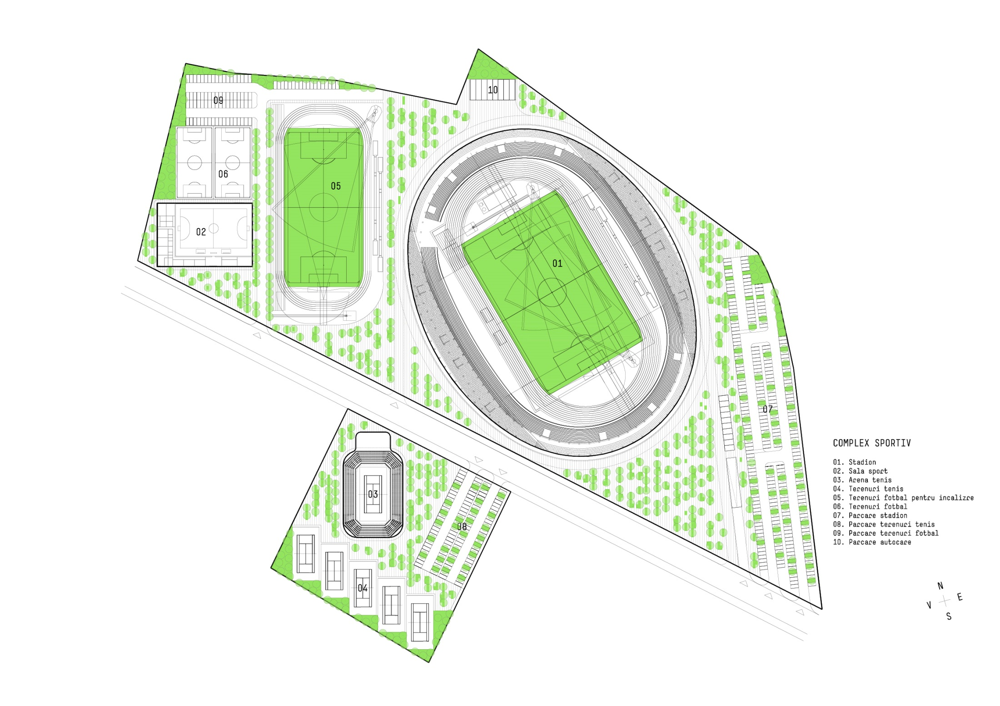 10
09
06
05
02
01
07
03
08
04
COMPLEX SPORTIV
01. Stadion
02. Sala sport
03. Arena tenis
04. Terenuri tenis
05. Terenuri fotbal pentru incalizre
06. Terenuri fotbal
07. Parcare stadion
08. Parcare terenuri tenis
09. Parcare terenuri fotbal
10. Parcare autocare
N
V E
S